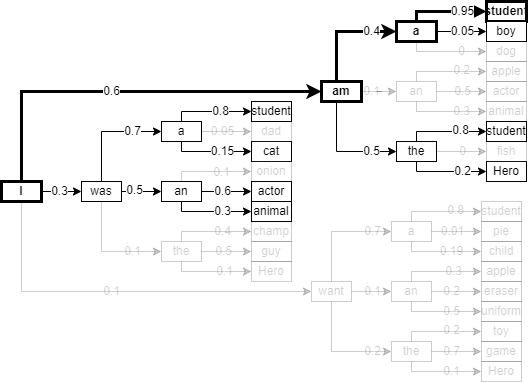 0.95 student
0.4 a 0.05 boy
0 dog
0.2 apple
0.6 am 0.1 an 0.5 actor
0.3 animal
0.8 student 0.8 student
0.7 a 0.05 dad 0.5 the 0 fish
0.15 cat 0.2 Hero
0.1 onion
I 0.3 was 0.5 an 0.6 actor
0.3 animal 0.8 student
0.4 champ 0.7 a 0.01 pie
0.1 the 0.5 guy 0.19 child
0.1 Hero 0.3 apple
0.1 want 0.1 an 0.2 eraser
0.5 uniform
0.2 toy
0.2 the 0.7 game
0.1 Hero